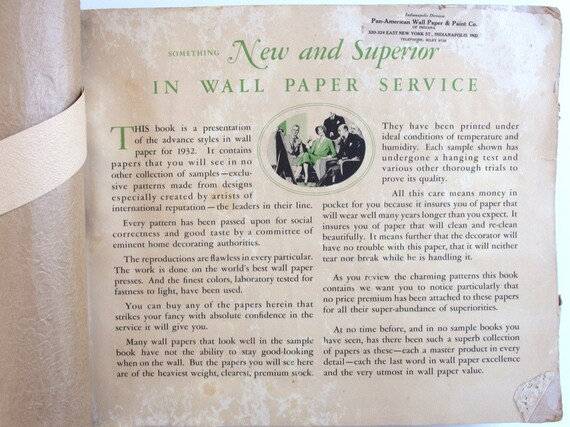 Indianapolis Division
Pan-American Wall Paper & Paint Co.
OF INDIANA
530-534 EAST NEW YORK ST., INDIANAPOLIS, IND.
TELEPHONE, RILEY
SOMETHING New and Superior
IN WALL PAPER SERVICE
THIS book is a presentation
of the advance styles in wall
paper for 1932. It contains
papers that you will see in no
other collection of samples—exclu-
sive patterns made from designs
especially created by artists of
international reputation—the leaders in their line.
Every pattern has been passed upon for social
correctness and good taste by a committee of
eminent home decorating authorities.
The reproductions are flawless in every particular.
The work is done on the world's best wall paper
presses. And the finest colors, laboratory tested for
fastness to light, have been used.
You can buy any of the papers herein that
strikes your fancy with absolute confidence in the
service it will give you.
Many wall papers that look well in the sample
book have not the ability to stay good-looking
when on the wall. But the papers you will see here
are of the heaviest weight, clearest, premium stock.
They have been printed under
ideal conditions of temperature and
humidity. Each sample shown has
undergone a hanging test and
various other thorough trials to
prove its quality.
All this care means money in
pocket for you because it insures you of paper that
will wear well many years longer than you expect. It
insures you of paper that will clean and re-clean
beautifully. It means further that the decorator will
have no trouble with this paper, that it will neither
tear nor break while he is handling it.
As you review the charming patterns this book
contains we want you to notice particularly that
no price premium has been attached to these papers
for all their super-abundance of superiorities.
At no time before, and in no sample books you
have seen, has there been such a superb collection
of papers as these—each a master product in every
detail—each the last word in wall paper excellence
and the very utmost in wall paper value.